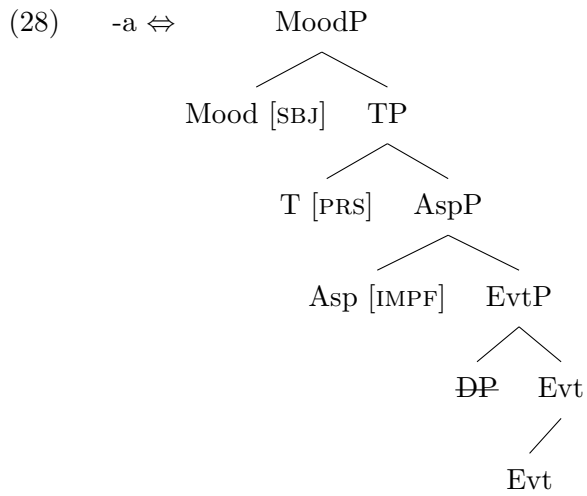 (28) -a ⇔ MoodP
Mood [SBJ] TP
T [PRS] AspP
Asp [IMPF] EvtP
DP Evt
Evt